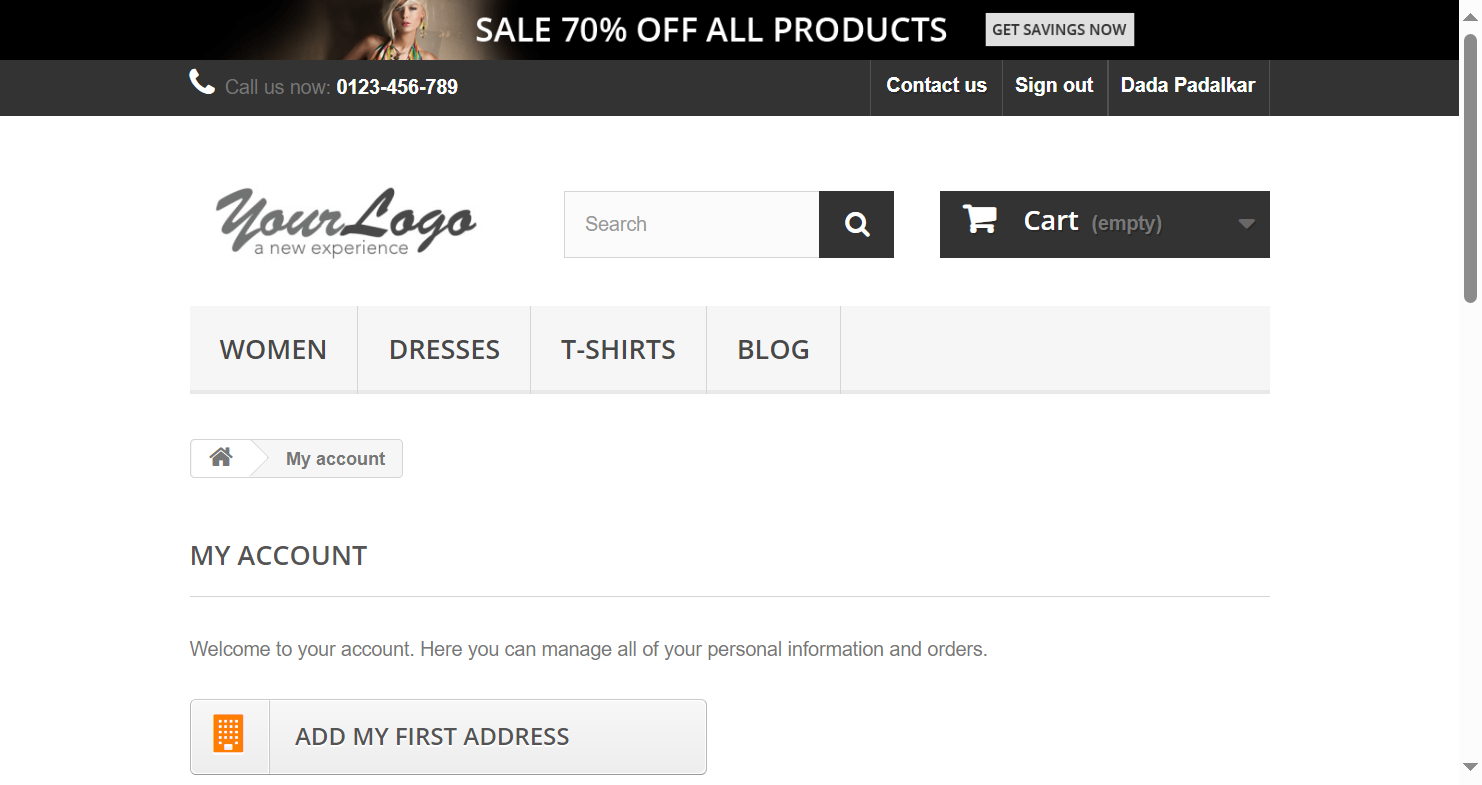 SALE 70% OFF ALL PRODUCTS GET SAVINGS NOW
Call us now: 0123-456-789 Contact us Sign out Dada Padalkar
YourLogo
a new experience
Search
Cart (empty)
WOMEN DRESSES T-SHIRTS BLOG
My account
MY ACCOUNT
Welcome to your account. Here you can manage all of your personal information and orders.
ADD MY FIRST ADDRESS